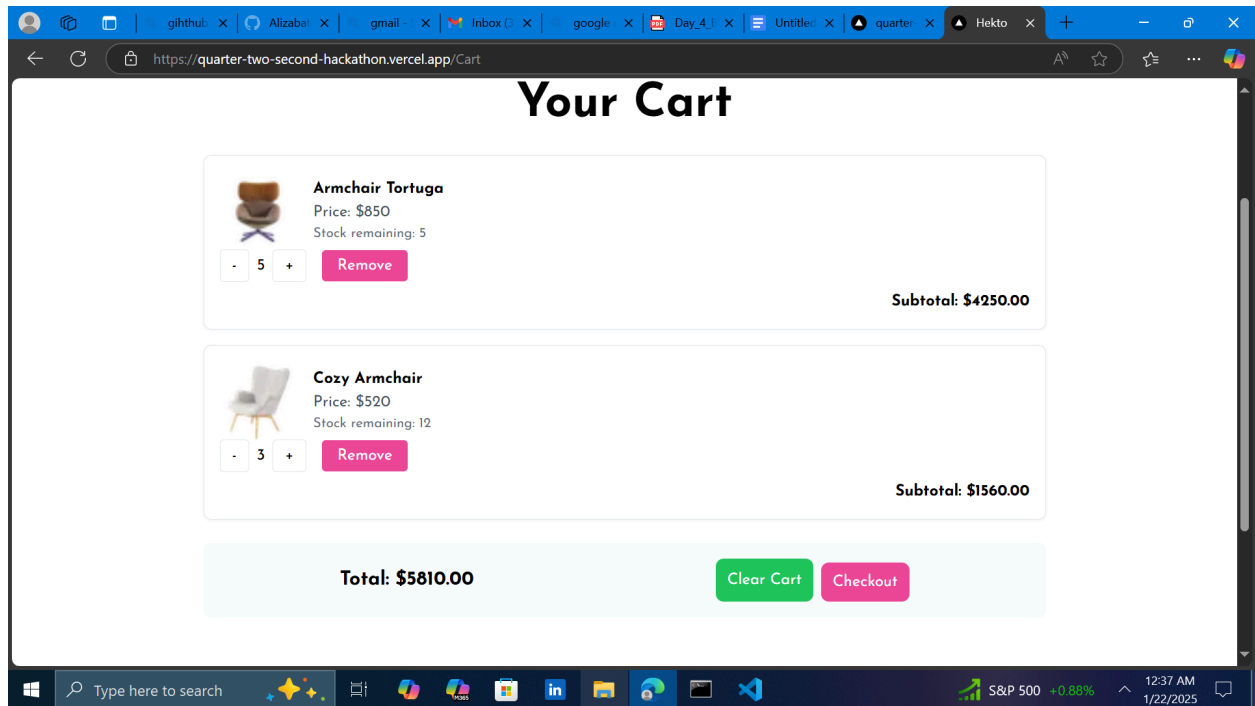 gihthub
Alizabat
gmail -
Inbox (3
google
Day_4_
Untitled
quarter
Hekto
https://quarter-two-second-hackathon.vercel.app/Cart
Your Cart
Armchair Tortuga
Price: $850
Stock remaining: 5
- 5 + Remove
Subtotal: $4250.00
Cozy Armchair
Price: $520
Stock remaining: 12
- 3 + Remove
Subtotal: $1560.00
Total: $5810.00
Clear Cart
Checkout
Type here to search
S&P 500 +0.88%
12:37 AM
1/22/2025